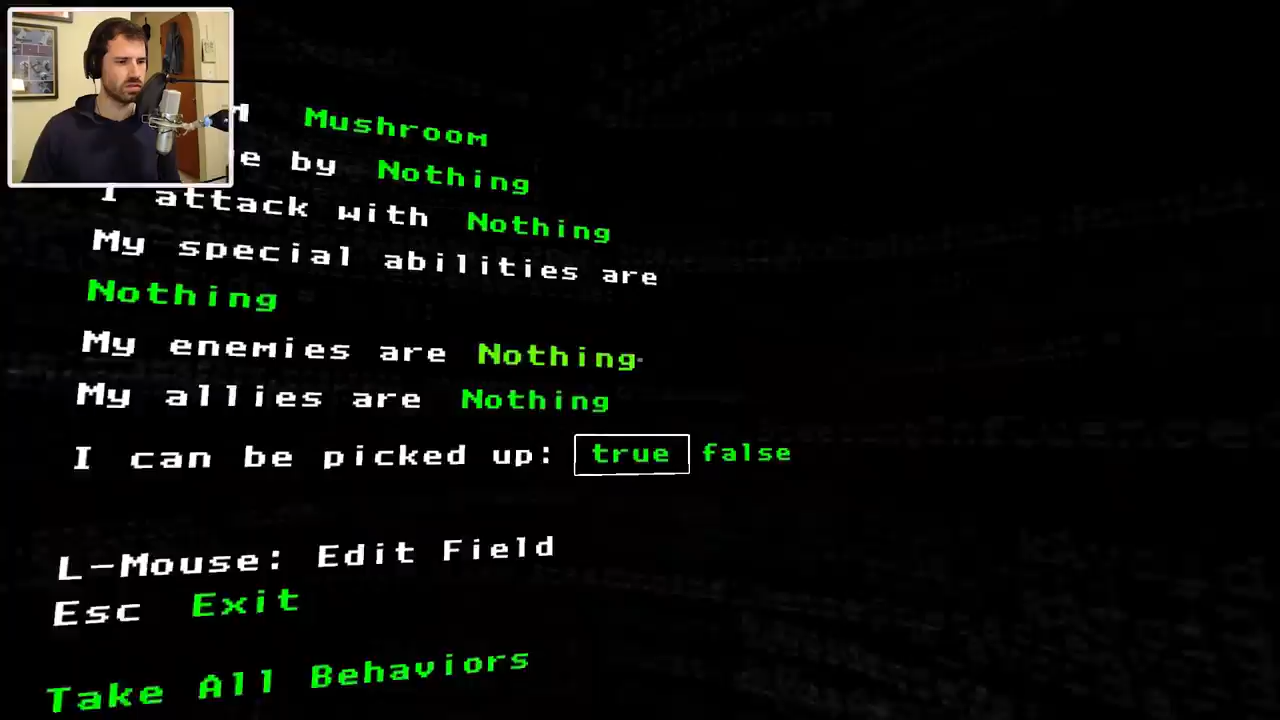 Mushroom
by Nothing
I attack with Nothing
My special abilities are
Nothing
My enemies are Nothing
My allies are Nothing
I can be picked up: true false
L-Mouse: Edit Field
Esc Exit
Take All Behaviors